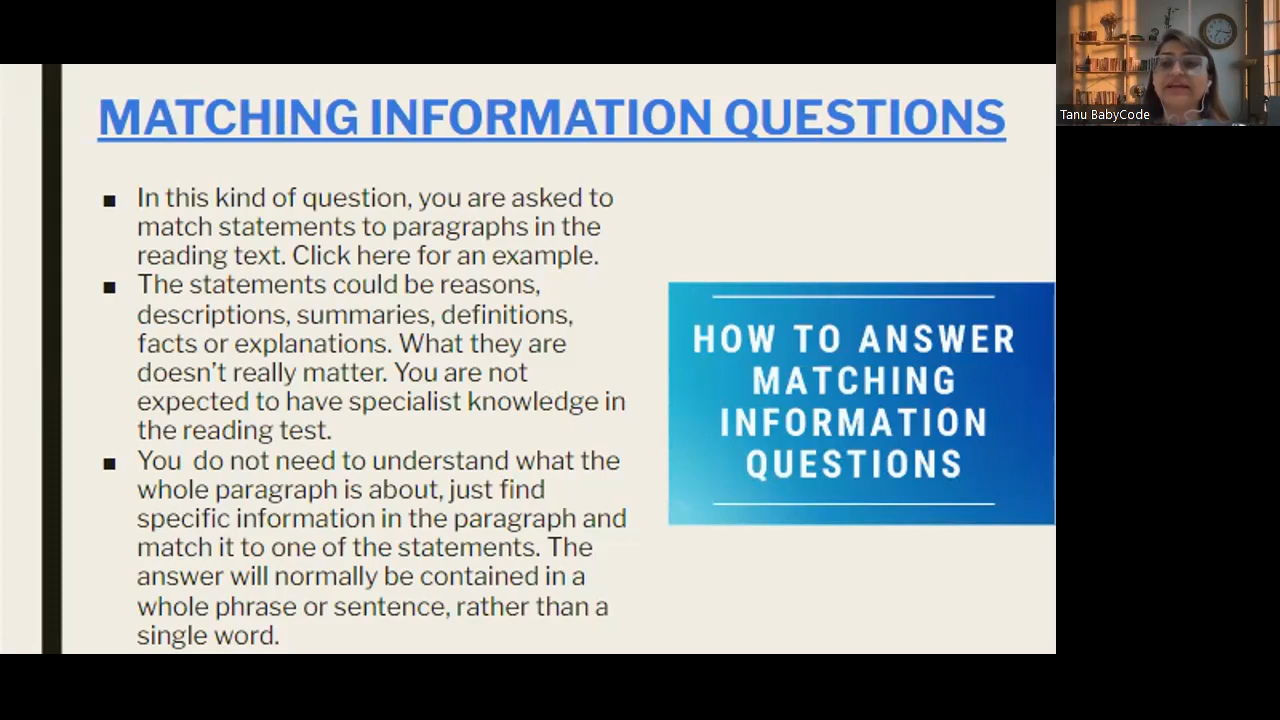 MATCHING INFORMATION QUESTIONS
■ In this kind of question, you are asked to
match statements to paragraphs in the
reading text. Click here for an example.
■ The statements could be reasons,
descriptions, summaries, definitions,
facts or explanations. What they are
doesn't really matter. You are not
expected to have specialist knowledge in
the reading test.
■ You do not need to understand what the
whole paragraph is about, just find
specific information in the paragraph and
match it to one of the statements. The
answer will normally be contained in a
whole phrase or sentence, rather than a
single word.
HOW TO ANSWER
MATCHING
INFORMATION
QUESTIONS
Tanu BabyCode